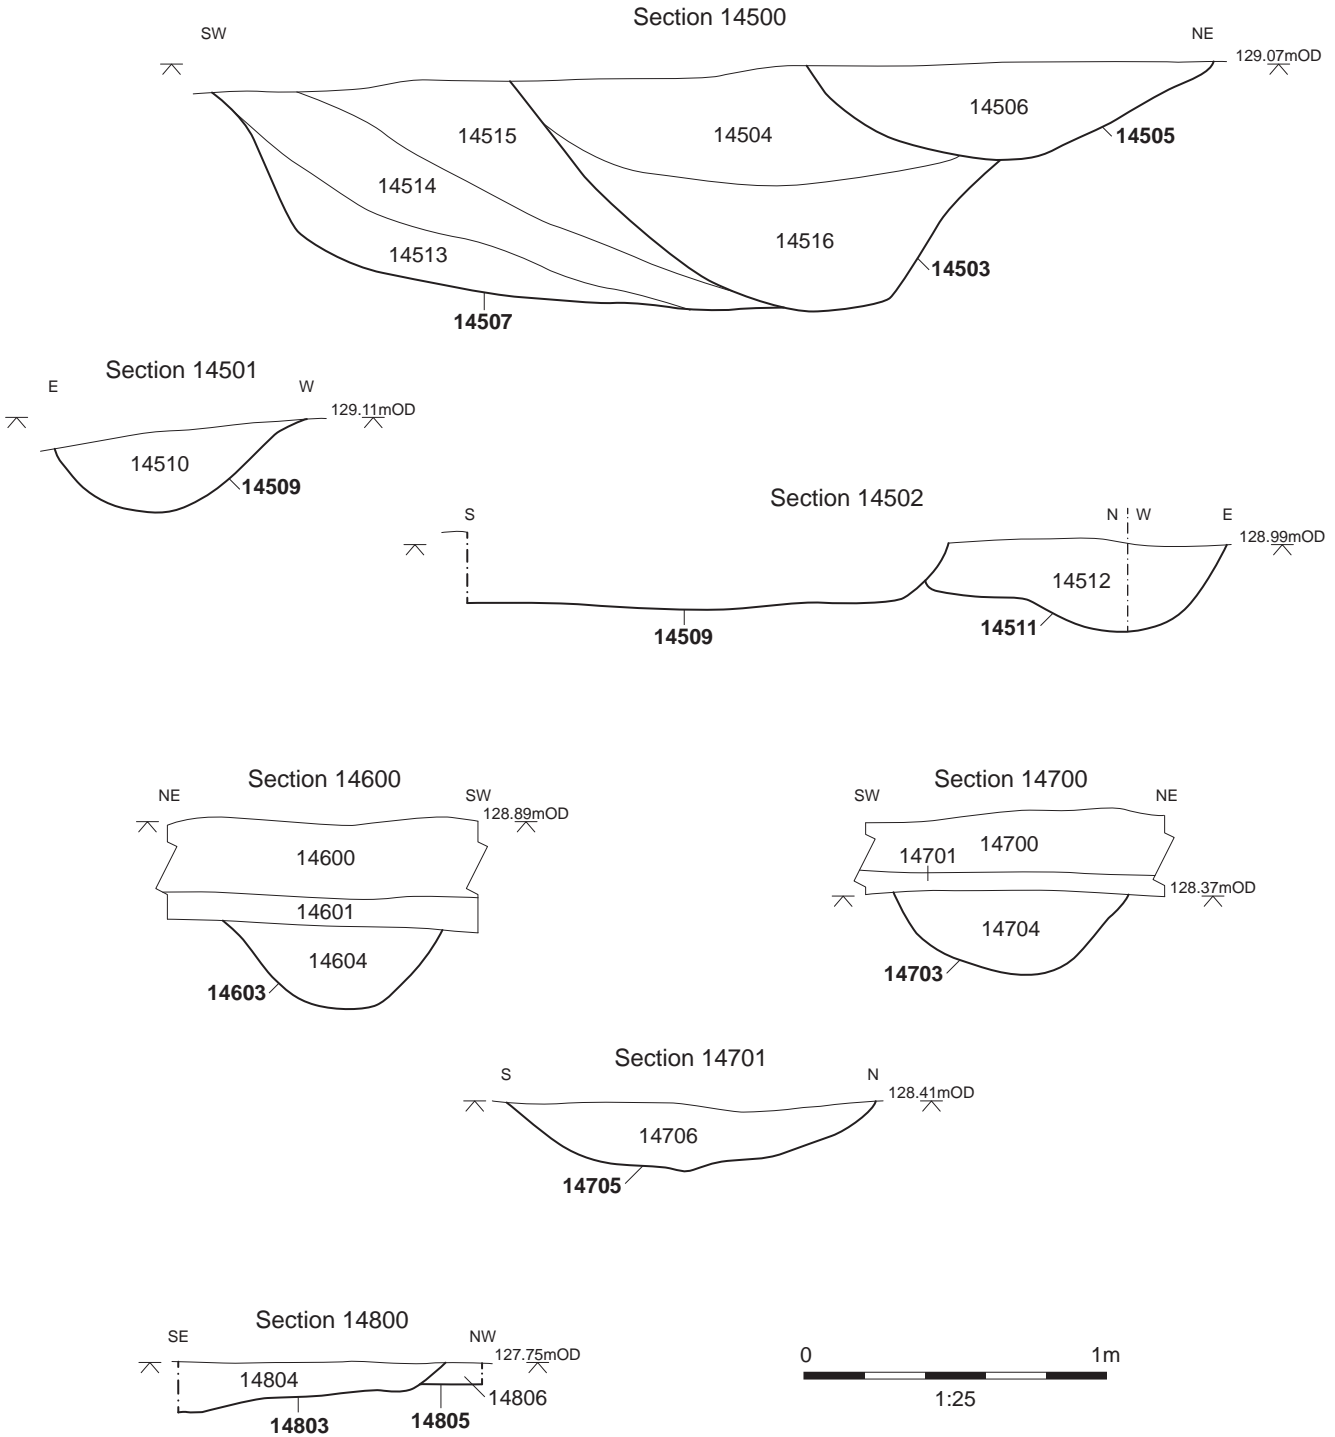 Section 14500
SW NE
129.07mOD
14506
14515 14504 14505
14514
14516
14513
14503
14507
Section 14501
E W
129.11mOD
14510
14509
Section 14502
S N W E
128.99mOD
14512
14511
14509
Section 14600
NE SW
128.89mOD
14600
14601
14604
14603
Section 14700
SW NE
14700
14701
128.37mOD
14704
14703
Section 14701
S N
128.41mOD
14706
14705
Section 14800
SE NW
127.75mOD
14804
14806
14803 14805
0 1m
1:25